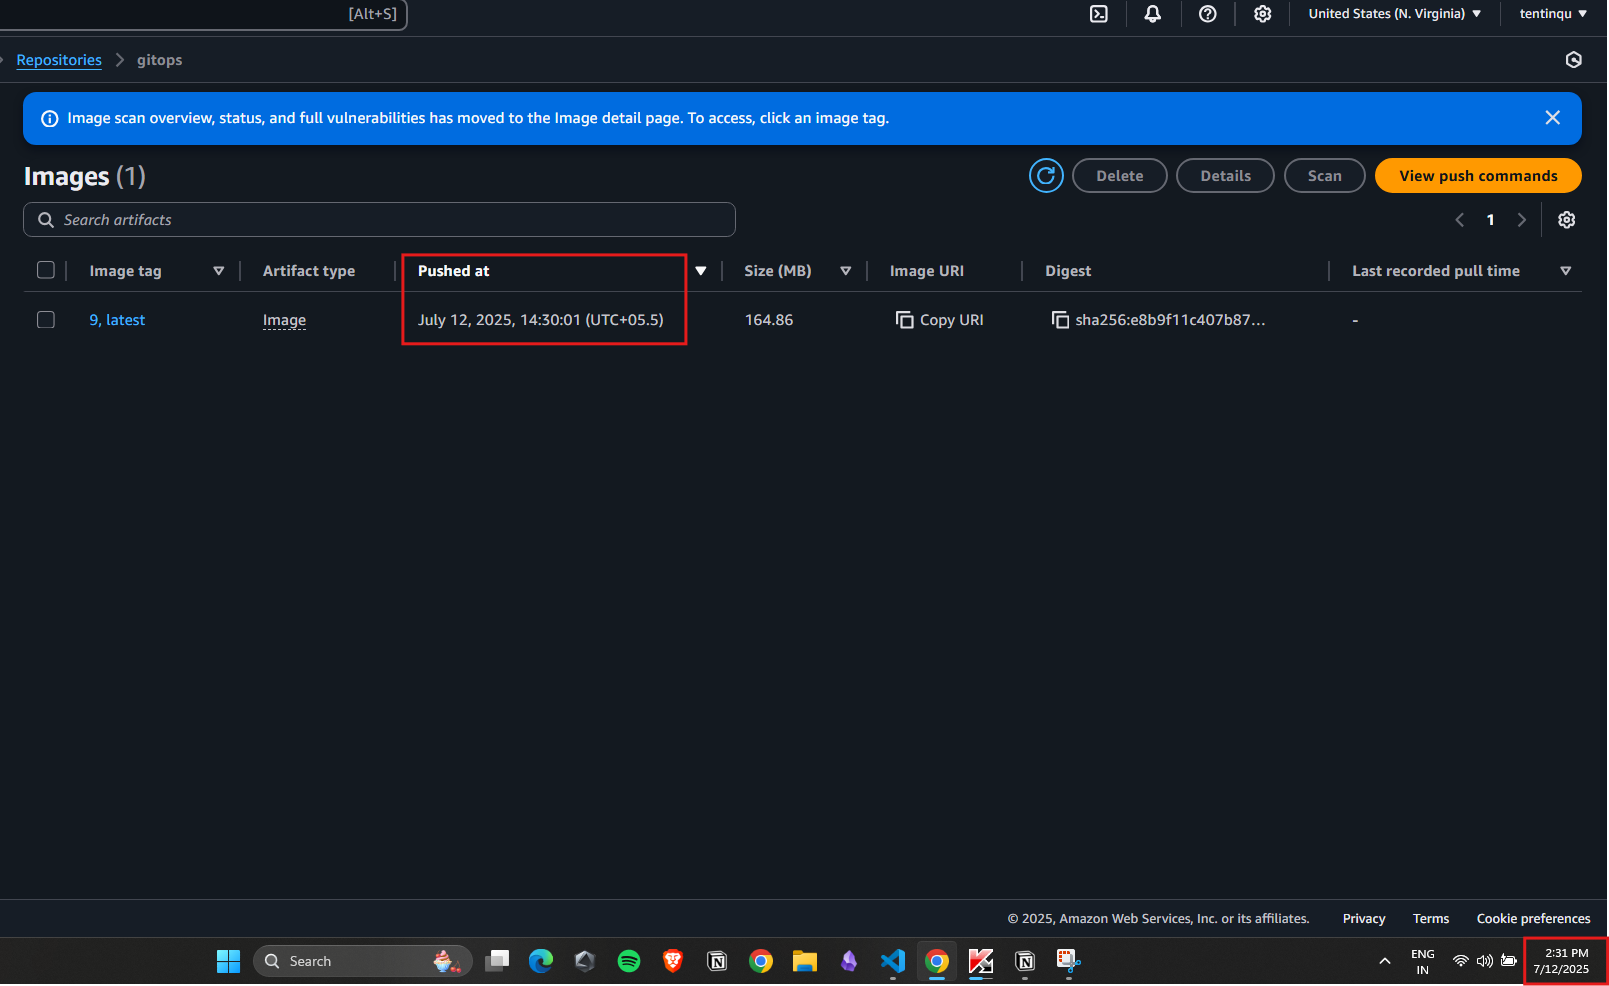 [Alt+S]
United States (N. Virginia)
tentinqu
Repositories
gitops
Image scan overview, status, and full vulnerabilities has moved to the Image detail page. To access, click an image tag.
Images (1)
Delete
Details
Scan
View push commands
Search artifacts
1
Image tag
Artifact type
Pushed at
Size (MB)
Image URI
Digest
Last recorded pull time
9, latest
Image
July 12, 2025, 14:30:01 (UTC+05.5)
164.86
Copy URI
sha256:e8b9f11c407b87...
-
© 2025, Amazon Web Services, Inc. or its affiliates.
Privacy
Terms
Cookie preferences
Search
ENG
IN
2:31 PM
7/12/2025